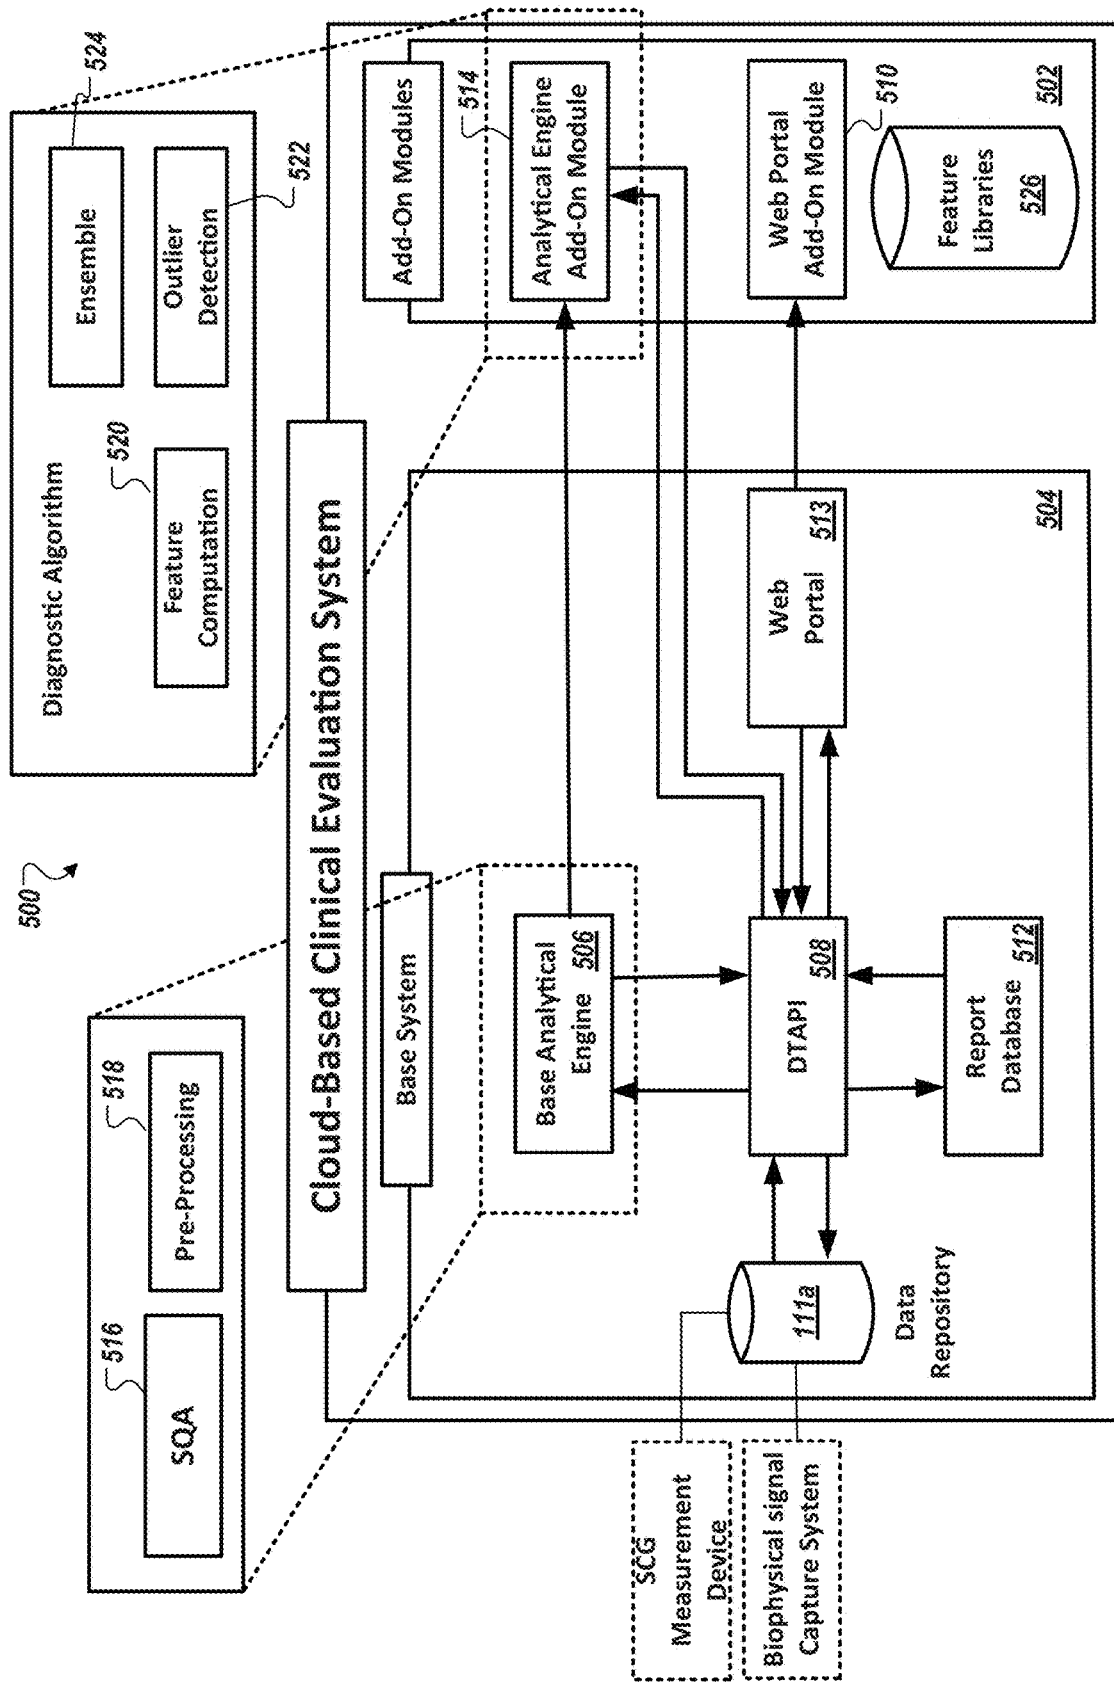 500
516
SQA
518
Pre-Processing
Diagnostic Algorithm
520
Feature
Computation
Ensemble
524
Outlier
Detection
522
Cloud-Based Clinical Evaluation System
Base System
Base Analytical
Engine
506
DTAPI
508
Report
Database
512
111a
Data
Repository
Web
Portal
513
504
SCG
Measurement
Device
Biophysical signal
Capture System
Add-On Modules
514
Analytical Engine
Add-On Module
Web Portal
Add-On Module
510
Feature
Libraries
526
502